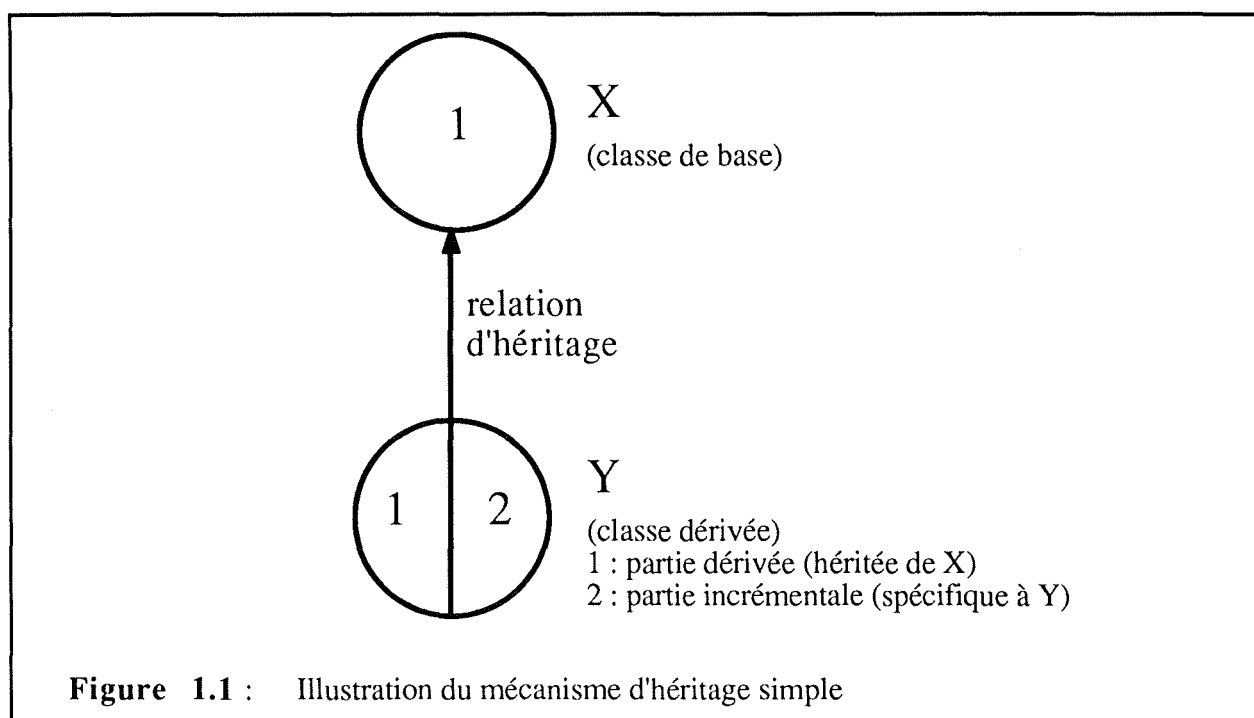 1
X
(classe de base)
relation
d'héritage
1
2
Y
(classe dérivée)
1 : partie dérivée (héritée de X)
2 : partie incrémentale (spécifique à Y)
Figure 1.1 : Illustration du mécanisme d'héritage simple